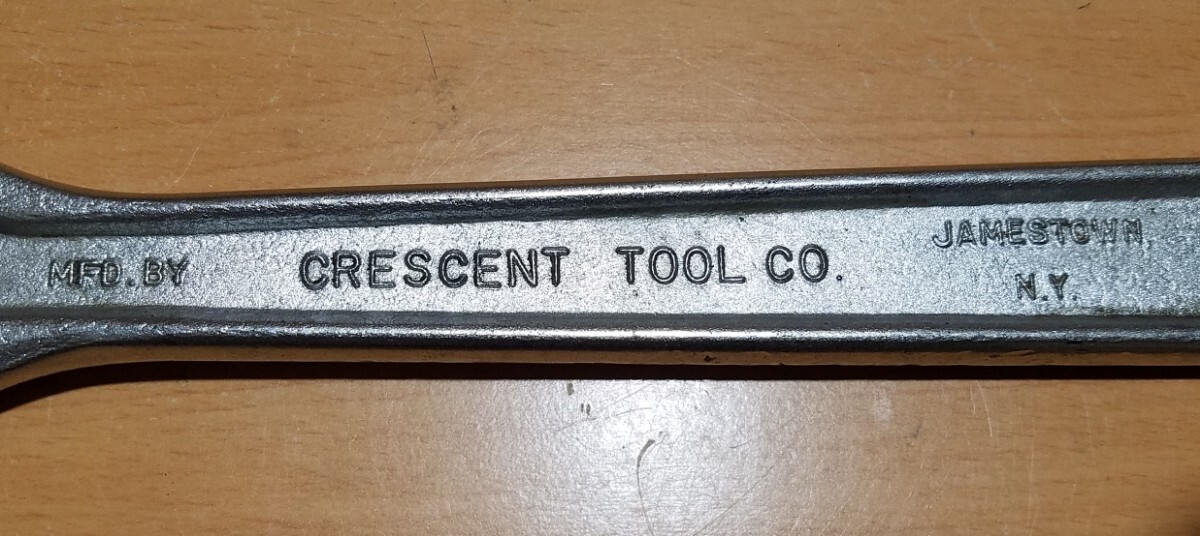 MFD. BY CRESCENT TOOL CO. JAMESTOWN,
N.Y.